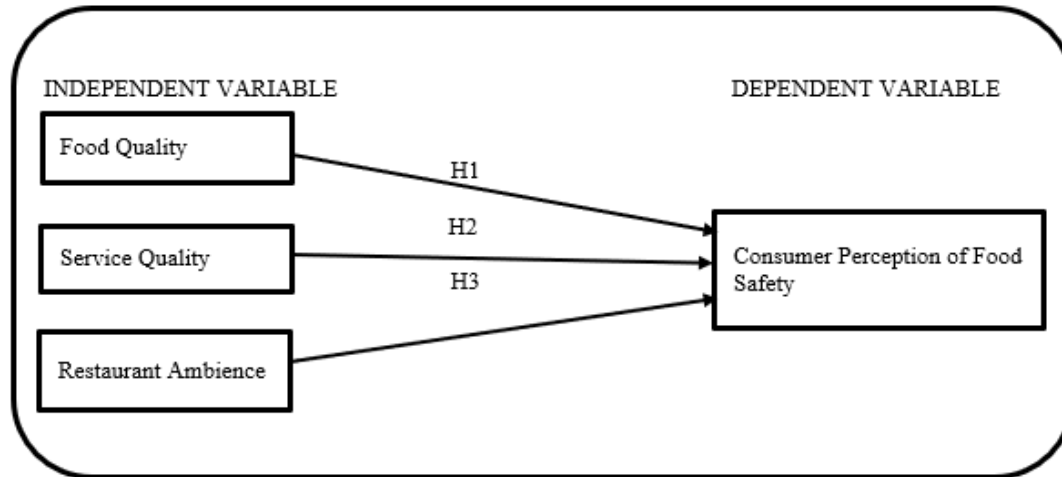 INDEPENDENT VARIABLE
DEPENDENT VARIABLE
Food Quality
H1
H2
Service Quality
Consumer Perception of Food
Safety
H3
Restaurant Ambience